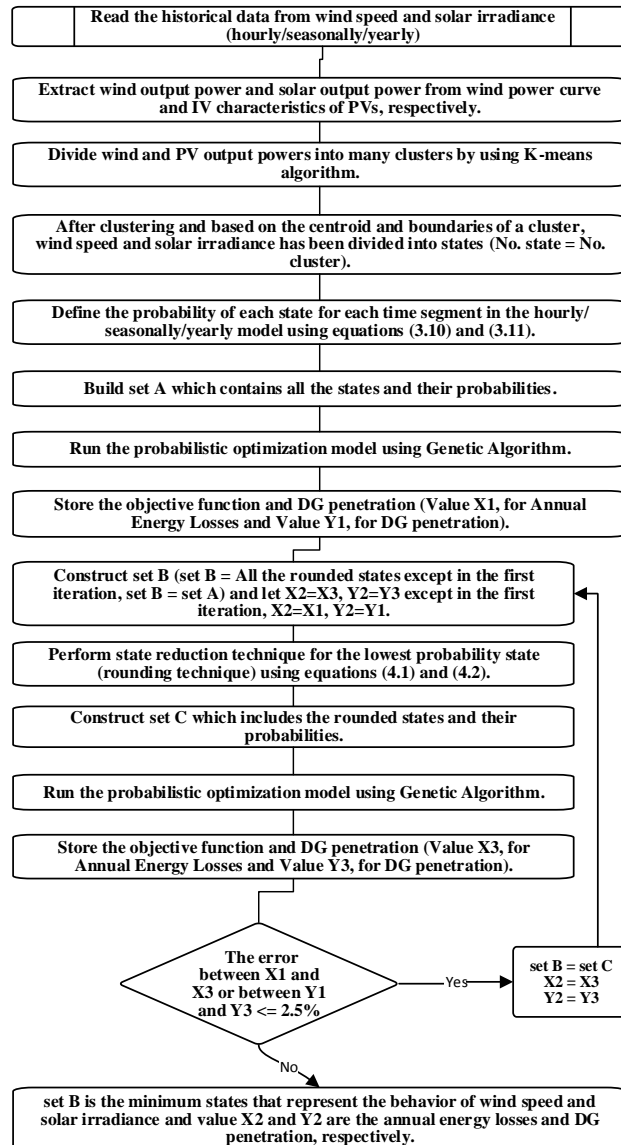 Read the historical data from wind speed and solar irradiance
(hourly/seasonally/yearly)
Extract wind output power and solar output power from wind power curve
and IV characteristics of PVs, respectively.
Divide wind and PV output powers into many clusters by using K-means
algorithm.
After clustering and based on the centroid and boundaries of a cluster,
wind speed and solar irradiance has been divided into states (No. state = No.
cluster).
Define the probability of each state for each time segment in the hourly/
seasonally/yearly model using equations (3.10) and (3.11).
Build set A which contains all the states and their probabilities.
Run the probabilistic optimization model using Genetic Algorithm.
Store the objective function and DG penetration (Value X1, for Annual
Energy Losses and Value Y1, for DG penetration).
Construct set B (set B = All the rounded states except in the first
iteration, set B = set A) and let X2=X3, Y2=Y3 except in the first
iteration, X2=X1, Y2=Y1.
Perform state reduction technique for the lowest probability state
(rounding technique) using equations (4.1) and (4.2).
Construct set C which includes the rounded states and their
probabilities.
Run the probabilistic optimization model using Genetic Algorithm.
Store the objective function and DG penetration (Value X3, for
Annual Energy Losses and Value Y3, for DG penetration).
The error
between X1 and
X3 or between Y1
and Y3 <= 2.5%
Yes
set B = set C
X2 = X3
Y2 = Y3
No
set B is the minimum states that represent the behavior of wind speed and
solar irradiance and value X2 and Y2 are the annual energy losses and DG
penetration, respectively.